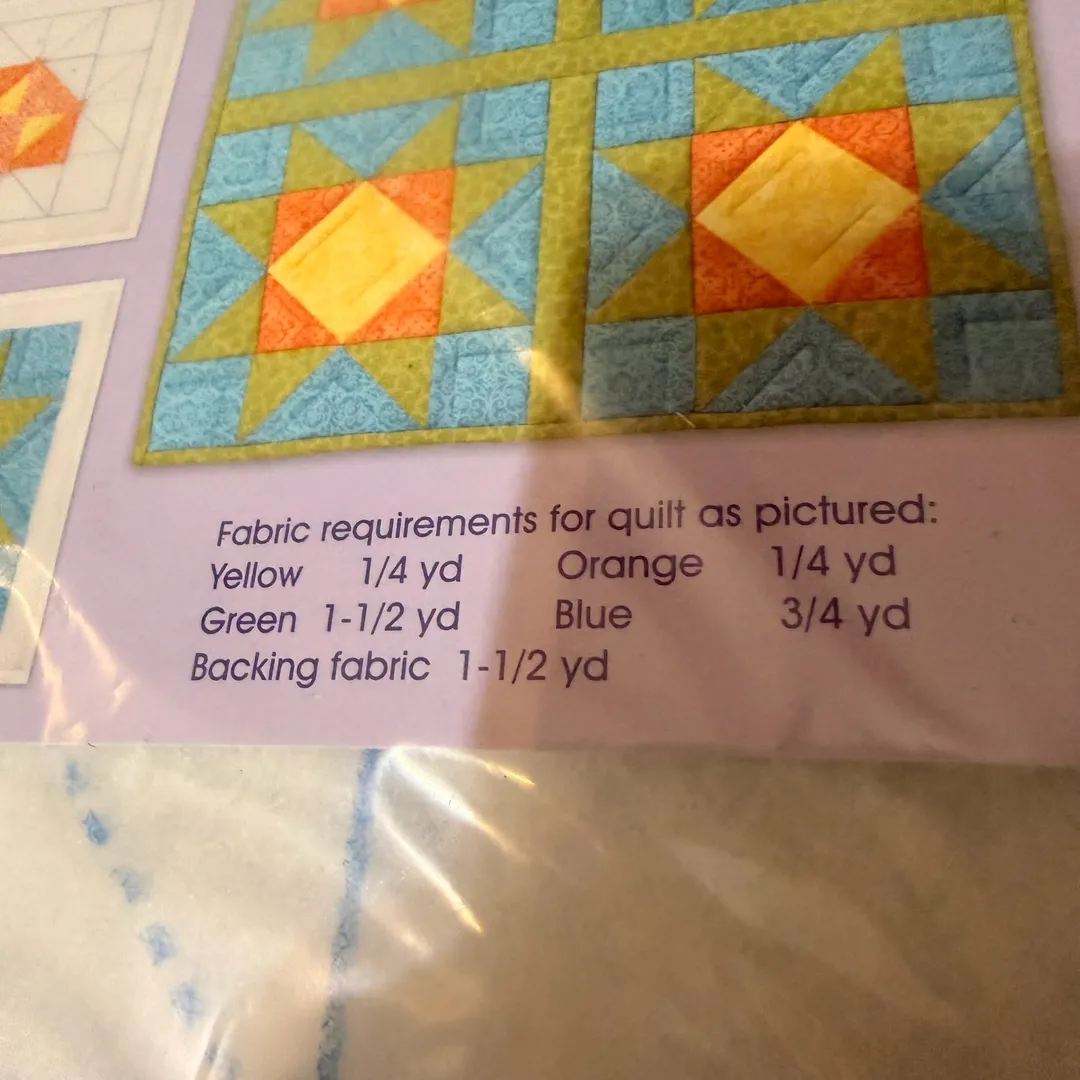 Fabric requirements for quilt as pictured:
Yellow 1/4 yd Orange 1/4 yd
Green 1-1/2 yd Blue 3/4 yd
Backing fabric 1-1/2 yd